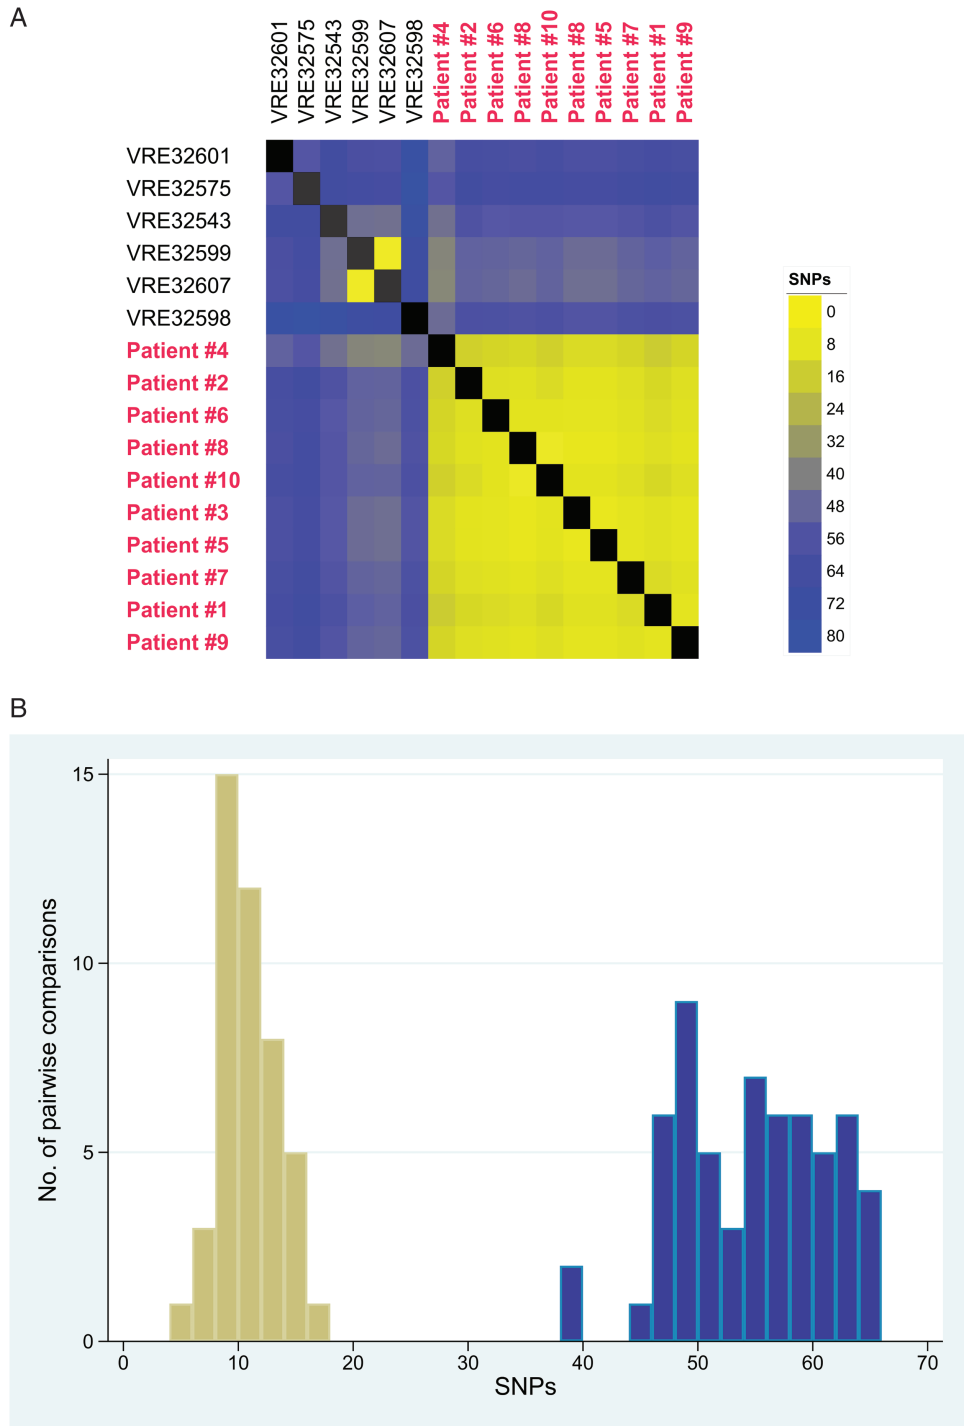 A
VRE32601
VRE32575
VRE32543
VRE32599
VRE32607
VRE32598
Patient #4
Patient #2
Patient #6
Patient #8
Patient #10
Patient #8
Patient #5
Patient #7
Patient #1
Patient #9
VRE32601
VRE32575
VRE32543
VRE32599
VRE32607
VRE32598
Patient #4
Patient #2
Patient #6
Patient #8
Patient #10
Patient #3
Patient #5
Patient #7
Patient #1
Patient #9
SNPs
0
8
16
24
32
40
48
56
64
72
80
B
No. of pairwise comparisons
15
10
5
0
0 10 20 30 40 50 60 70
SNPs